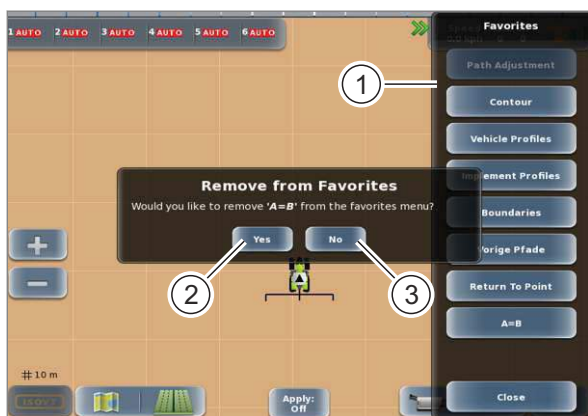 1 AUTO 2 AUTO 3 AUTO 4 AUTO 5 AUTO 6 AUTO
Favorites
Path Adjustment
1
Contour
Vehicle Profiles
Implement Profiles
Remove from Favorites
Would you like to remove 'A=B' from the favorites menu?
Boundaries
Yes
No
Vorige Pfade
2
3
Return To Point
A=B
10 m
ISOVT
Apply:
Off
Close